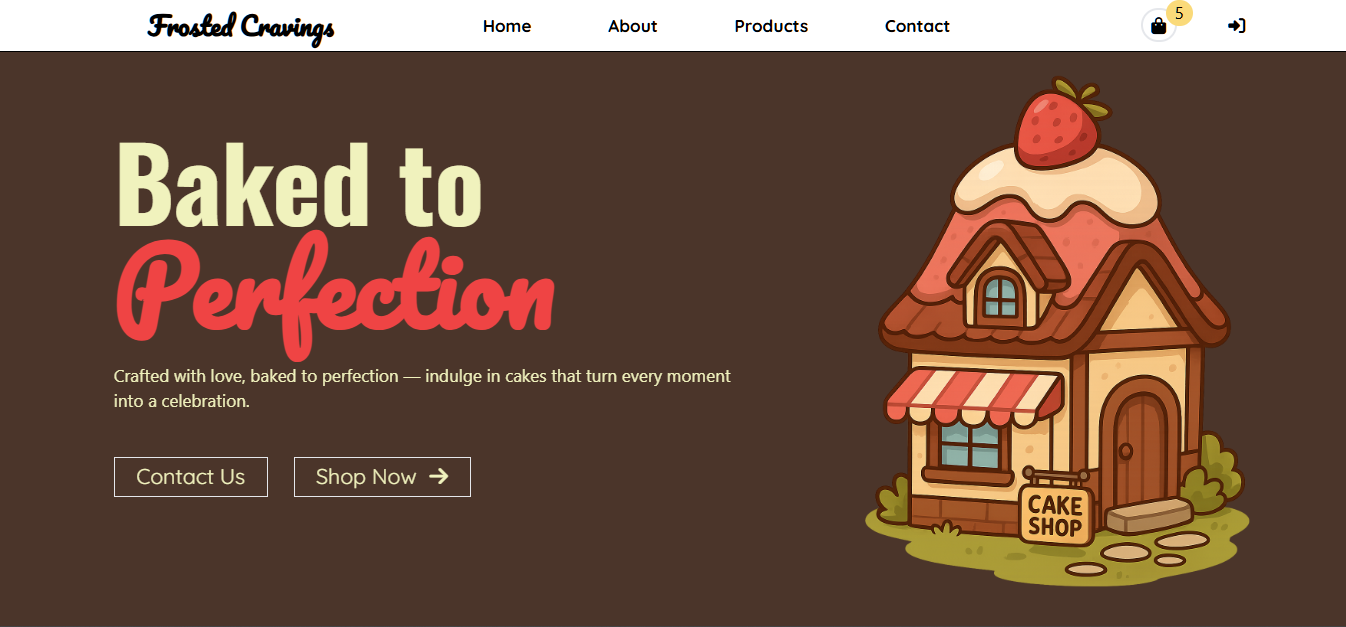 Frosted Cravings
Home
About
Products
Contact
5
Baked to
Perfection
Crafted with love, baked to perfection — indulge in cakes that turn every moment
into a celebration.
Contact Us
Shop Now
CAKE
SHOP